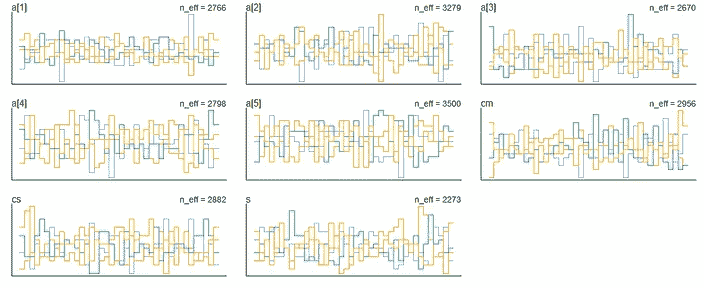 a[1] n_eff = 2766
a[2] n_eff = 3279
a[3] n_eff = 2670
a[4] n_eff = 2798
a[5] n_eff = 3500
cm n_eff = 2956
cs n_eff = 2882
s n_eff = 2273